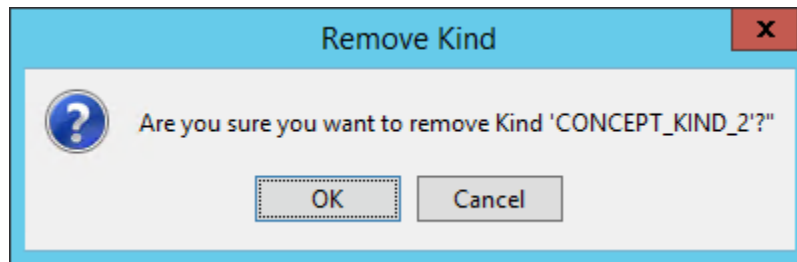 Remove Kind
x
Are you sure you want to remove Kind 'CONCEPT_KIND_2'?"
OK
Cancel